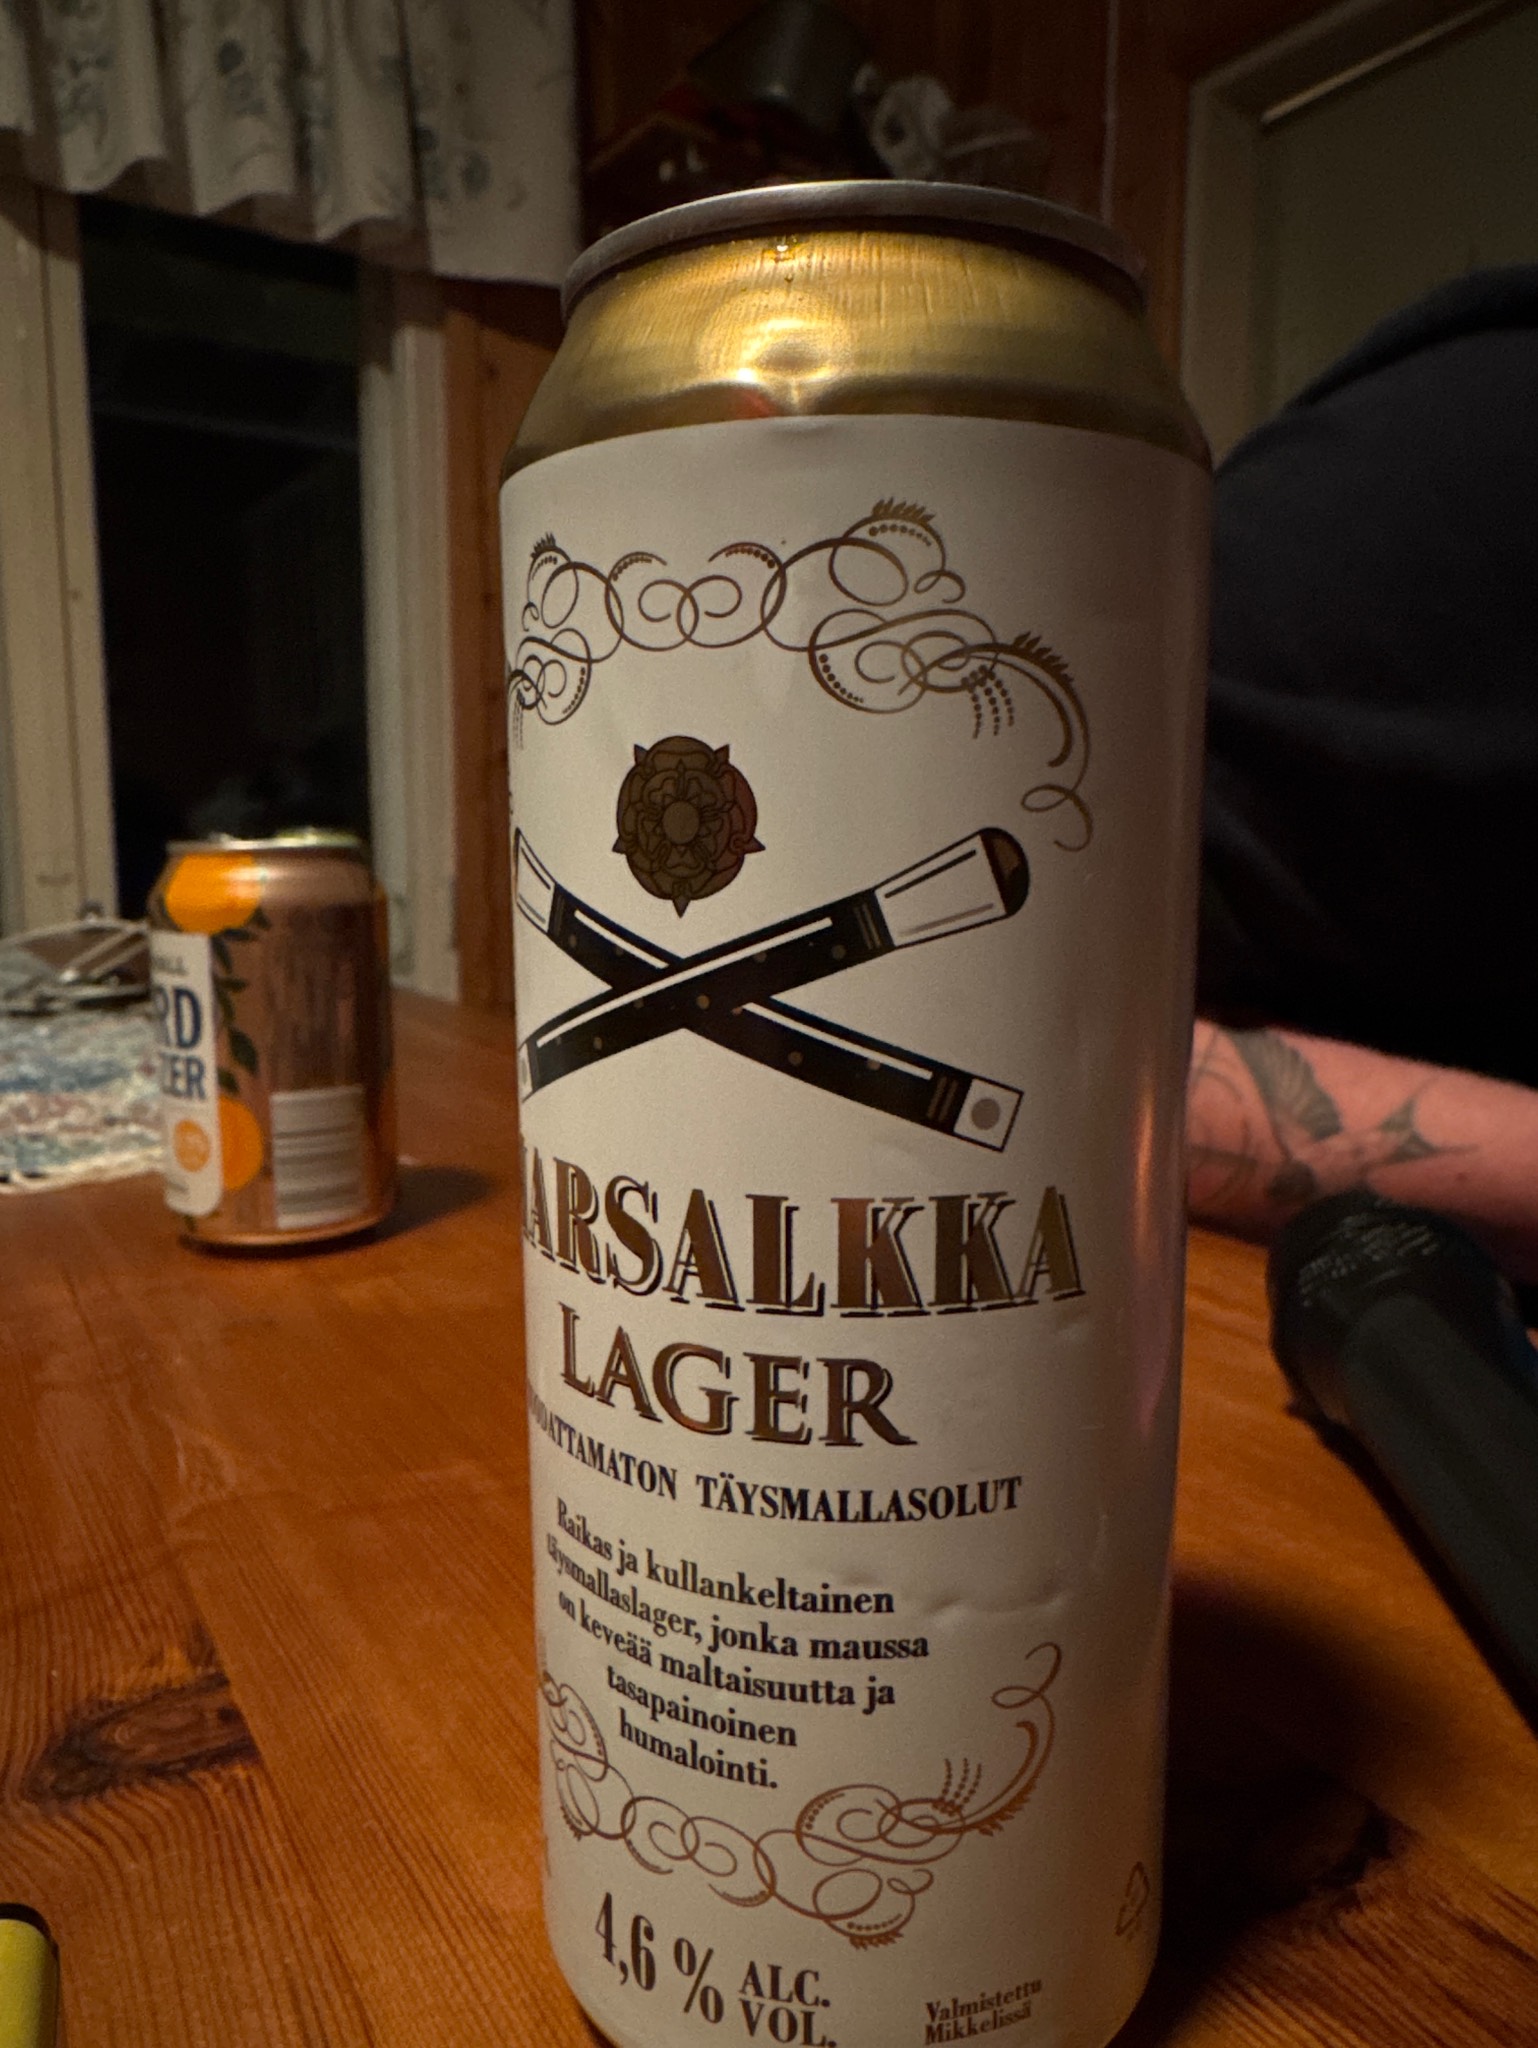 MARSALKKA
LAGER
TÄYSMALLASOLUT
Raikas ja kullankeltainen
täysmallaslager, jonka maussa
on keveää maltaisuutta ja
tasapainoinen
humalointi.
4,6 % ALC.
VOL.
Valmistettu
Mikkelissä